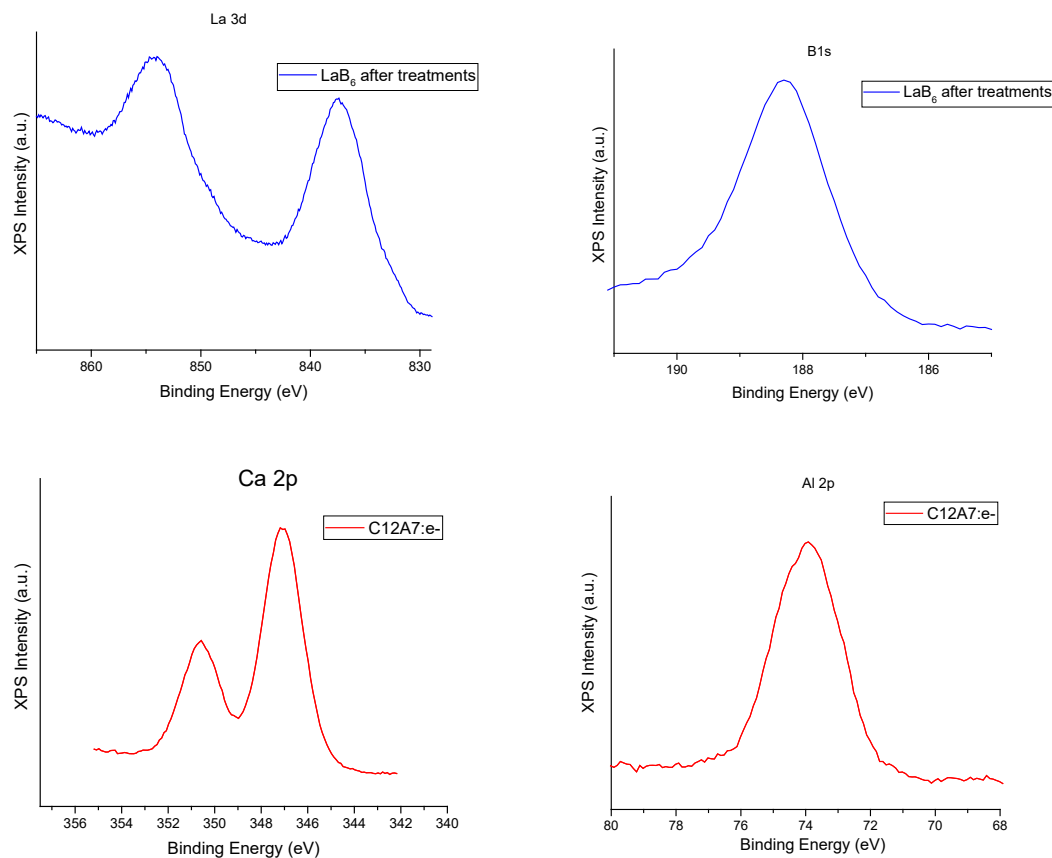 La 3d
LaB₆ after treatments
XPS Intensity (a.u.)
860 850 840 830
Binding Energy (eV)
B1s
LaB₆ after treatments
XPS Intensity (a.u.)
190 188 186
Binding Energy (eV)
Ca 2p
C12A7:e-
XPS Intensity (a.u.)
356 354 352 350 348 346 344 342 340
Binding Energy (eV)
Al 2p
C12A7:e-
XPS Intensity (a.u.)
80 78 76 74 72 70 68
Binding Energy (eV)